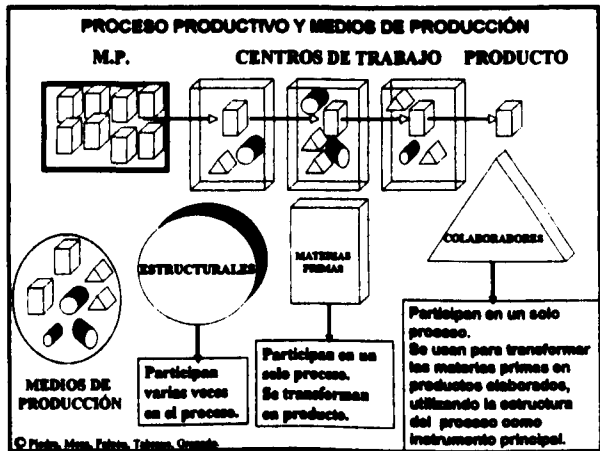 PROCESO PRODUCTIVO Y MEDIOS DE PRODUCCIÓN
M.P.
CENTROS DE TRABAJO
PRODUCTO
ESTRUCTURALES
MATERIAS
PRIMAS
COLABORADORES
MEDIOS DE
PRODUCCIÓN
Participan
varias veces
en el proceso.
Participan en un
solo proceso.
Se transforman
en producto.
Participan en un solo
proceso.
Se usan para transformar
las materias primas en
productos elaborados,
utilizando la estructura
del proceso como
instrumento principal.
©